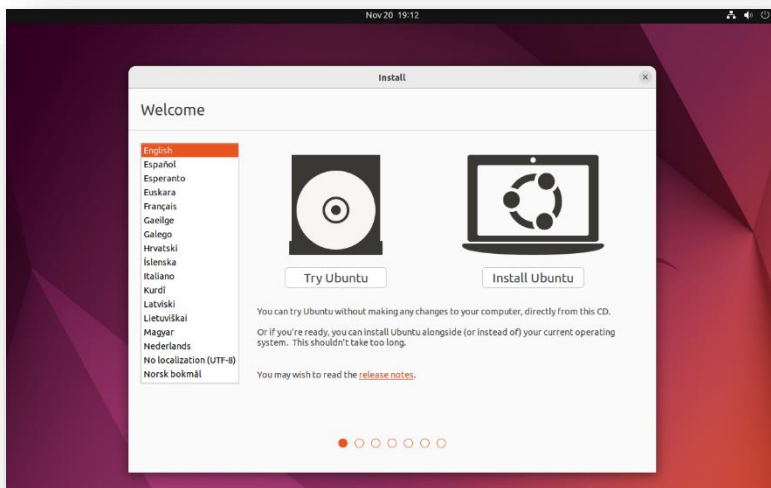 Nov 20 19:12
Install
Welcome
English
Español
Esperanto
Euskara
Français
Gaeilge
Galego
Hrvatski
Íslenska
Italiano
Kurdî
Latviski
Lietuviškai
Magyar
Nederlands
No localization (UTF-8)
Norsk bokmål
Try Ubuntu
Install Ubuntu
You can try Ubuntu without making any changes to your computer, directly from this CD.
Or if you're ready, you can install Ubuntu alongside (or instead of) your current operating
system. This shouldn't take too long.
You may wish to read the release notes.